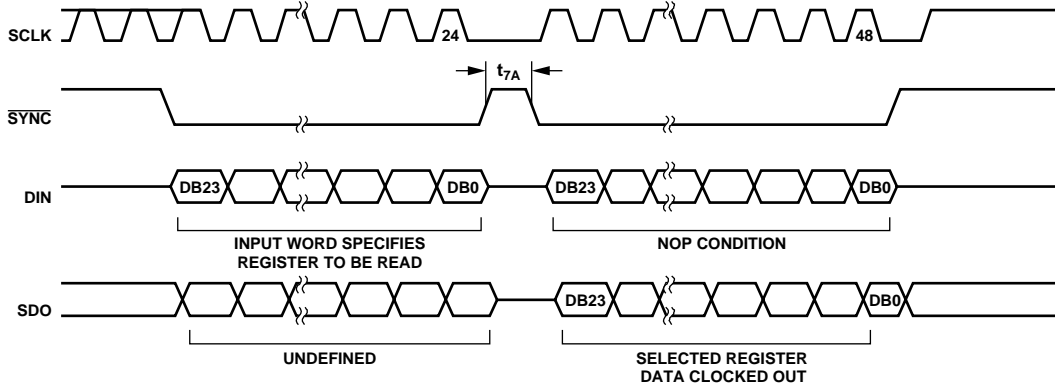 SCLK
24
48
t7A
SYNC
DIN
DB23
DB0
DB23
DB0
INPUT WORD SPECIFIES
REGISTER TO BE READ
NOP CONDITION
SDO
DB23
DB0
UNDEFINED
SELECTED REGISTER
DATA CLOCKED OUT